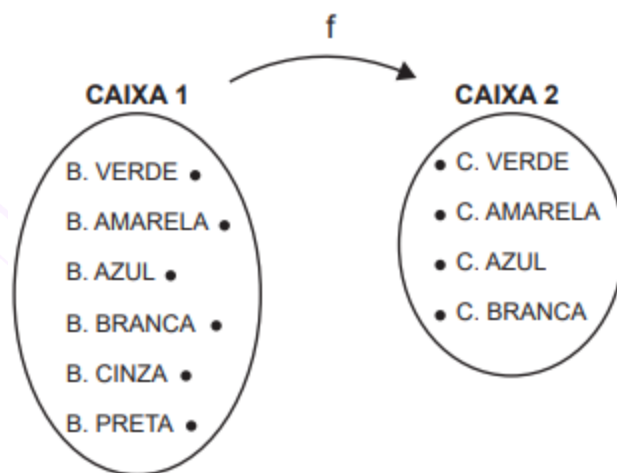 f
CAIXA 1
CAIXA 2
B. VERDE
B. AMARELA
B. AZUL
B. BRANCA
B. CINZA
B. PRETA
C. VERDE
C. AMARELA
C. AZUL
C. BRANCA